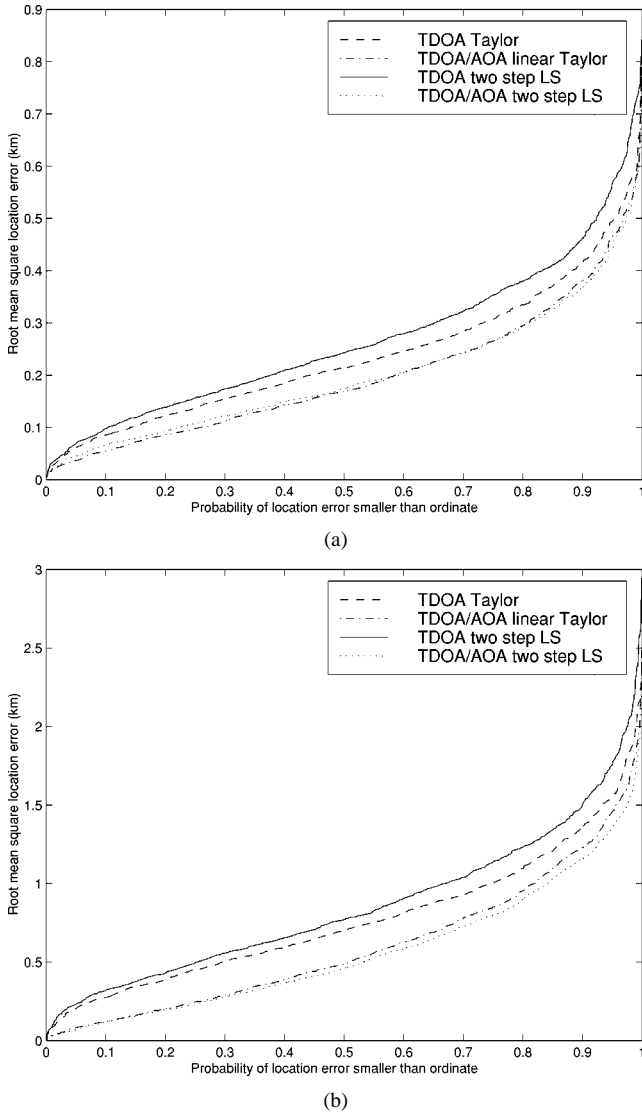 0.9
0.8
0.7
0.6
0.5
0.4
0.3
0.2
0.1
0
Root mean square location error (km)
TDOA Taylor
TDOA/AOA linear Taylor
TDOA two step LS
TDOA/AOA two step LS
0 0.1 0.2 0.3 0.4 0.5 0.6 0.7 0.8 0.9 1
Probability of location error smaller than ordinate
(a)
3
2.5
2
1.5
1
0.5
0
Root mean square location error (km)
TDOA Taylor
TDOA/AOA linear Taylor
TDOA two step LS
TDOA/AOA two step LS
0 0.1 0.2 0.3 0.4 0.5 0.6 0.7 0.8 0.9 1
Probability of location error smaller than ordinate
(b)